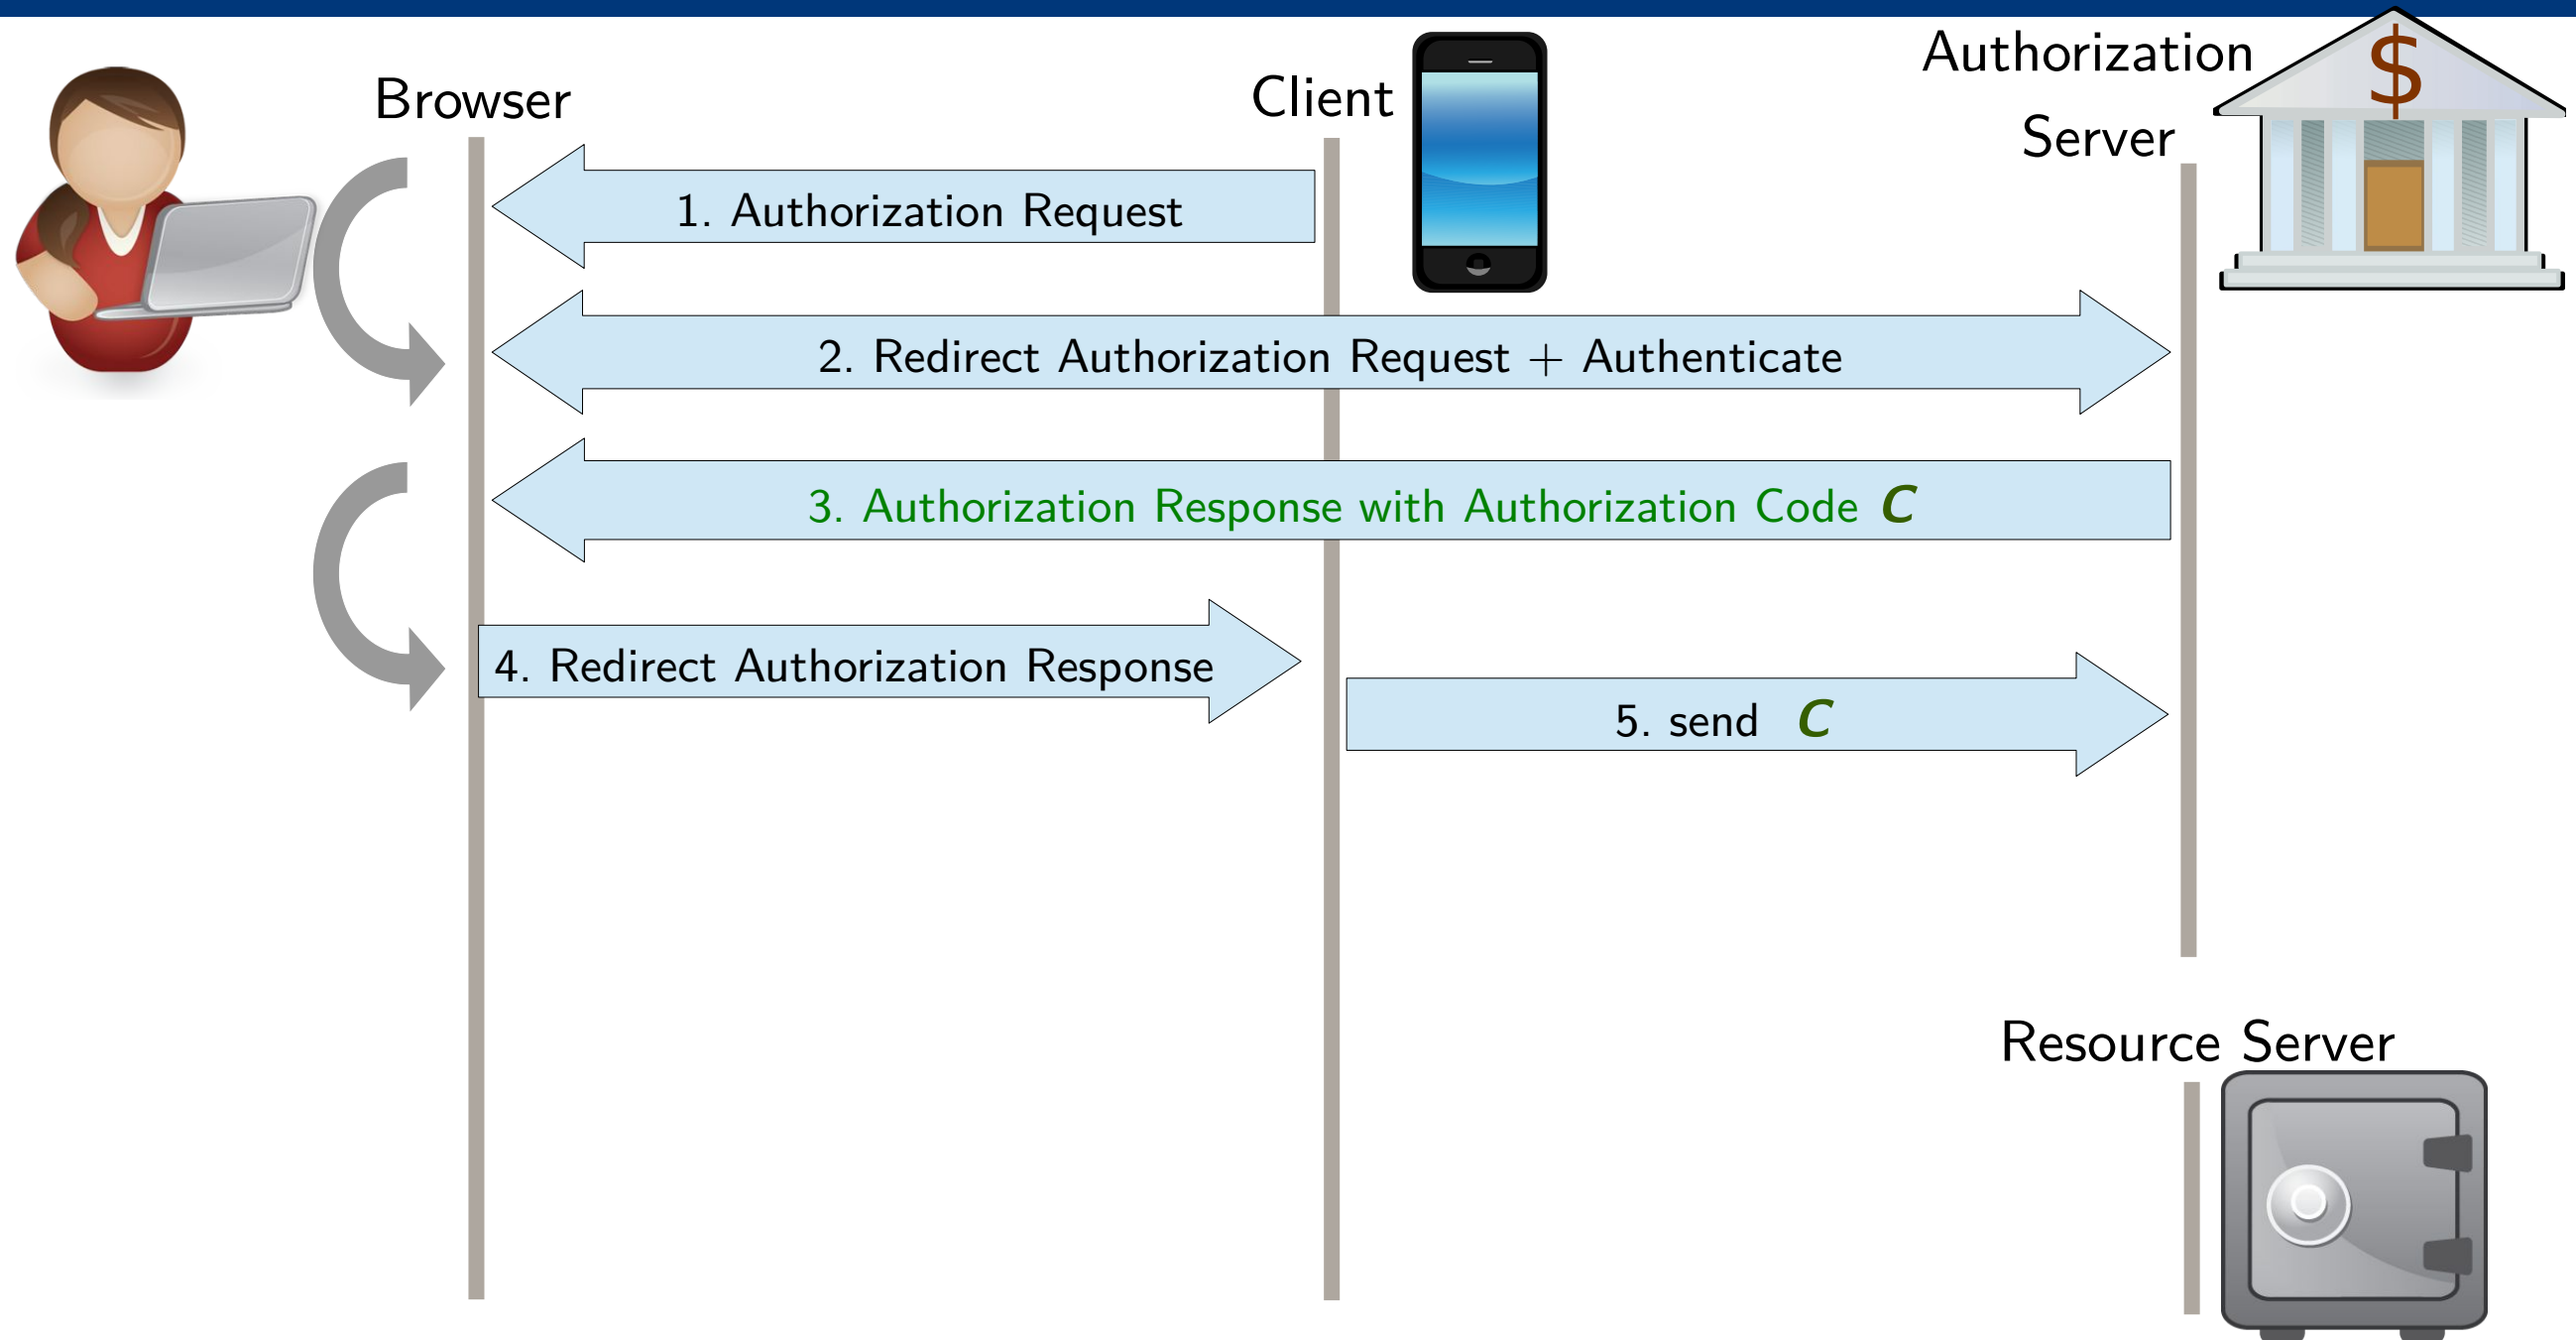 Browser
Client
Authorization
Server
$
1. Authorization Request
2. Redirect Authorization Request + Authenticate
3. Authorization Response with Authorization Code C
4. Redirect Authorization Response
5. send C
Resource Server